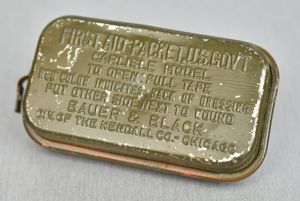 FIRST AID PACKET, U.S. GOV'T
CARLISLE MODEL
TO OPEN-PULL TAPE
RED COLOR INDICATES BACK OF DRESSING
PUT OTHER SIDE NEXT TO WOUND
BAUER & BLACK
DIV. OF THE KENDALL CO.-CHICAGO